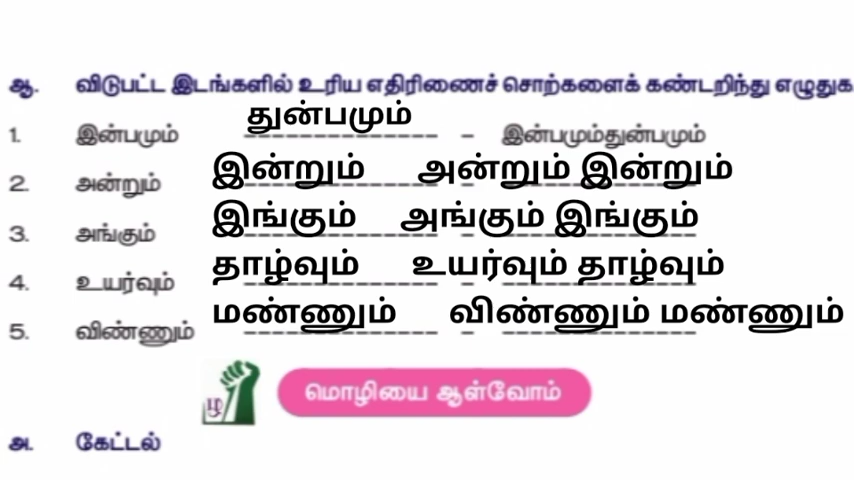 ஆ. விடுபட்ட இடங்களில் உரிய எதிரிணைச் சொற்களைக் கண்டறிந்து எழுதுக
1. இன்பமும் துன்பமும் - இன்பமும்துன்பமும்
2. அன்றும் இன்றும் - அன்றும் இன்றும்
3. அங்கும் இங்கும் - அங்கும் இங்கும்
4. உயர்வும் தாழ்வும் - உயர்வும் தாழ்வும்
5. விண்ணும் மண்ணும் - விண்ணும் மண்ணும்
ழ மொழியை ஆள்வோம்
அ. கேட்டல்